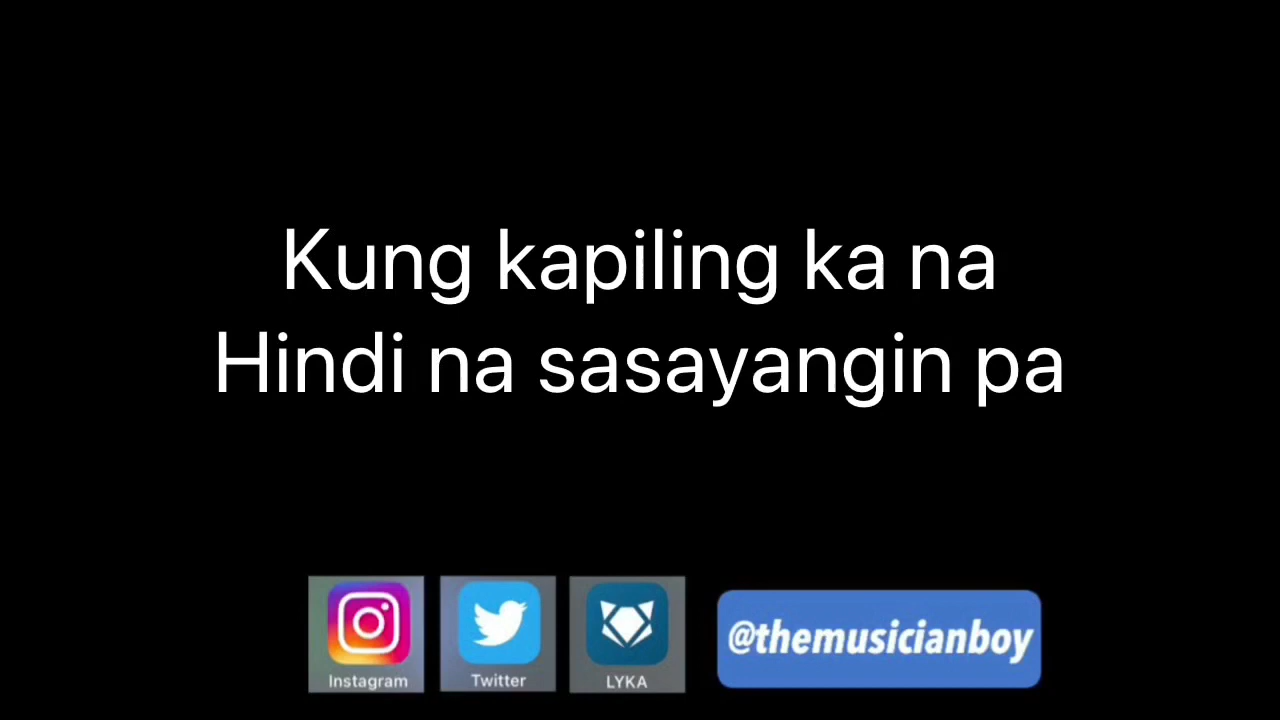 Kung kapiling ka na
Hindi na sasayangin pa
Instagram
Twitter
LYKA
@themusicianboy